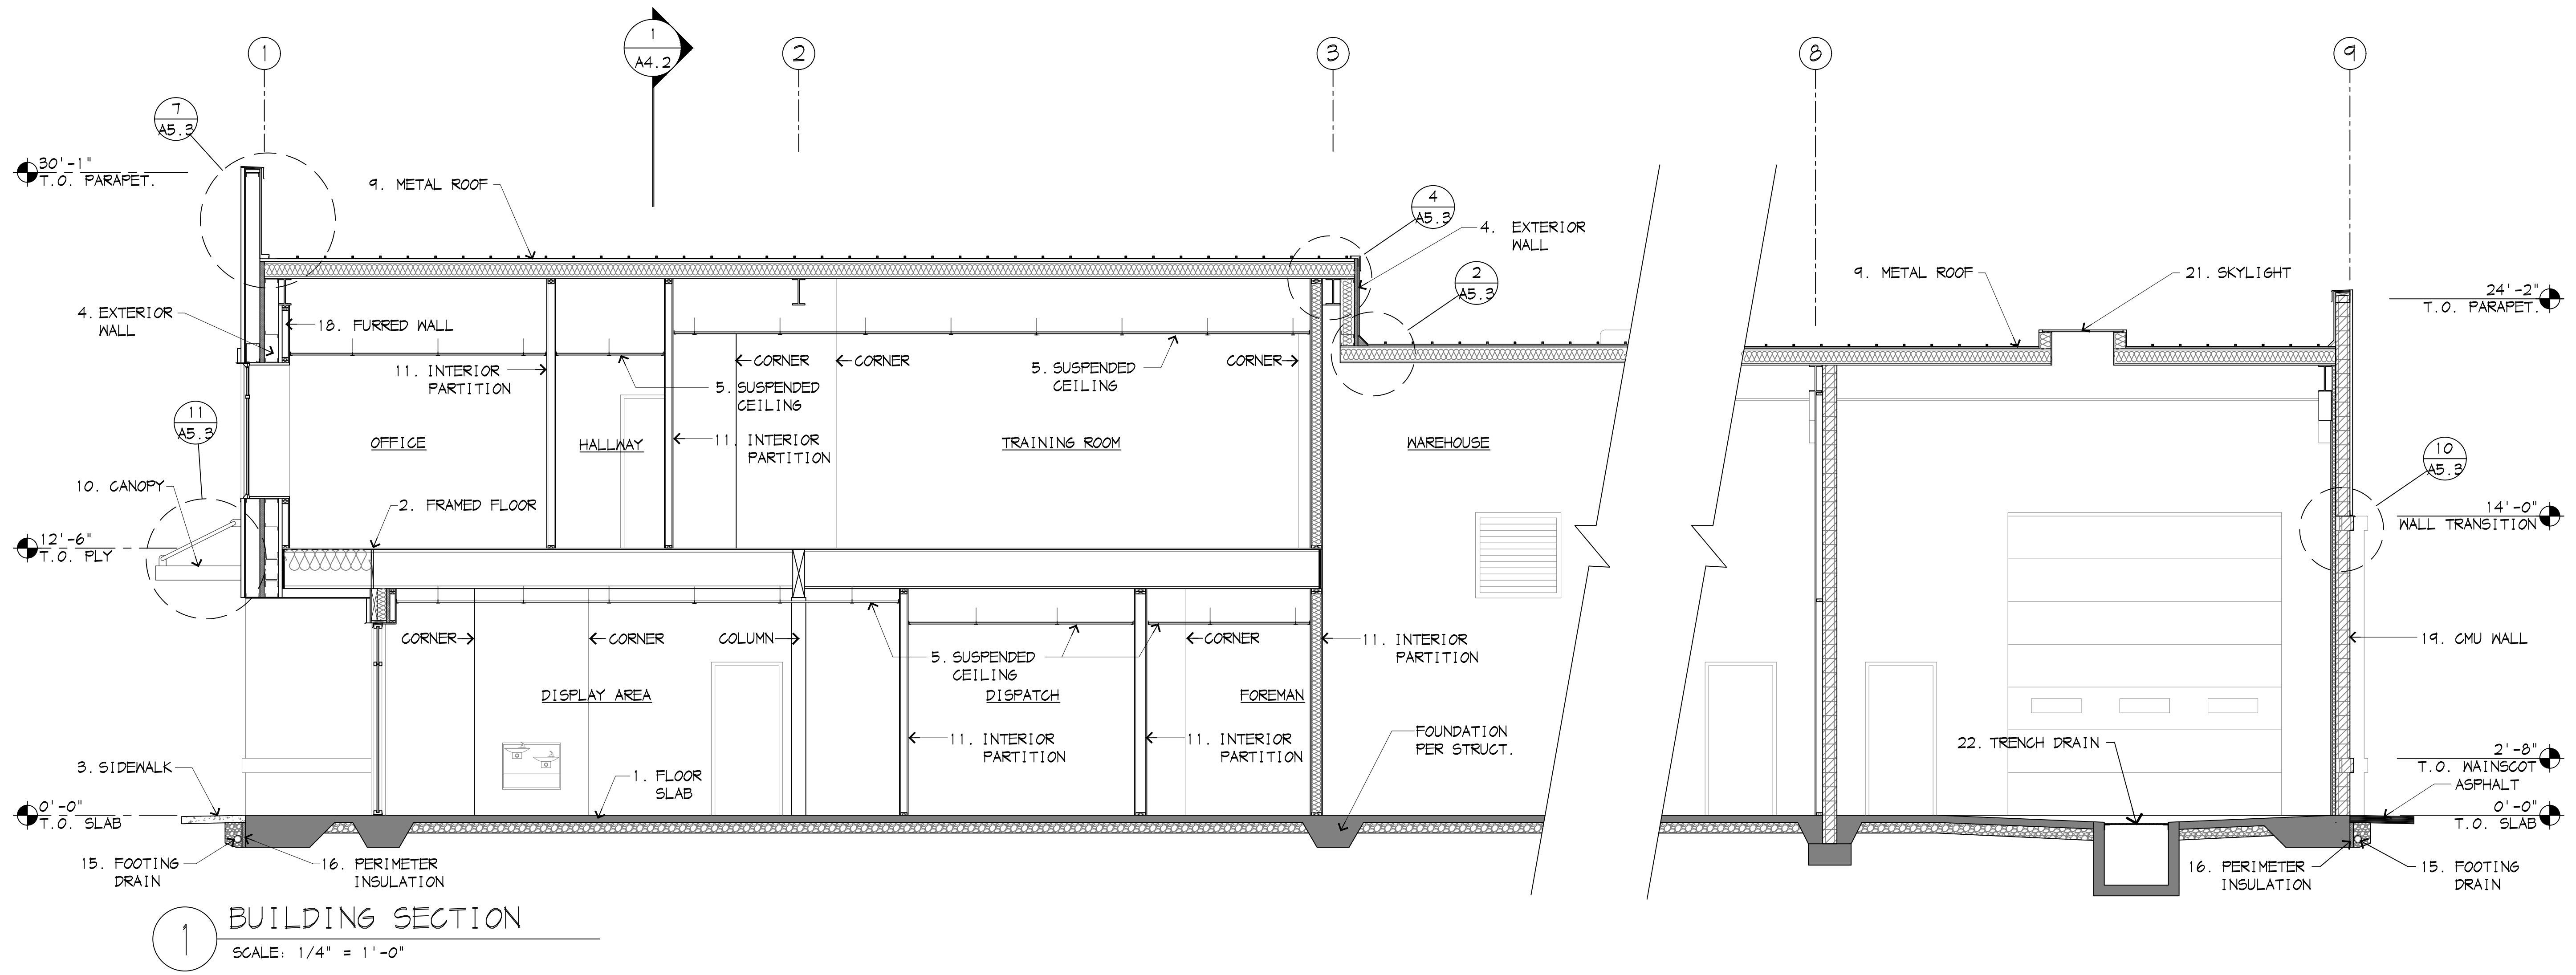 1
2
3
8
9
1
A4.2
7
A5.3
30'-1"
T.O. PARAPET.
9. METAL ROOF
4
A5.3
4. EXTERIOR
WALL
2
A5.3
9. METAL ROOF
21. SKYLIGHT
24'-2"
T.O. PARAPET.
4. EXTERIOR
WALL
18. FURRED WALL
CORNER
CORNER
CORNER
11. INTERIOR
PARTITION
5. SUSPENDED
CEILING
5. SUSPENDED
CEILING
11
A5.3
OFFICE
HALLWAY
11. INTERIOR
PARTITION
TRAINING ROOM
WAREHOUSE
10
A5.3
10. CANOPY
2. FRAMED FLOOR
14'-0"
WALL TRANSITION
12'-6"
T.O. PLY
CORNER
CORNER
COLUMN
CORNER
11. INTERIOR
PARTITION
19. CMU WALL
5. SUSPENDED
CEILING
DISPLAY AREA
DISPATCH
FOREMAN
11. INTERIOR
PARTITION
11. INTERIOR
PARTITION
FOUNDATION
PER STRUCT.
22. TRENCH DRAIN
2'-8"
T.O. WAINSCOT
3. SIDEWALK
1. FLOOR
SLAB
ASPHALT
0'-0"
T.O. SLAB
0'-0"
T.O. SLAB
15. FOOTING
DRAIN
16. PERIMETER
INSULATION
16. PERIMETER
INSULATION
15. FOOTING
DRAIN
1
BUILDING SECTION
SCALE: 1/4" = 1'-0"